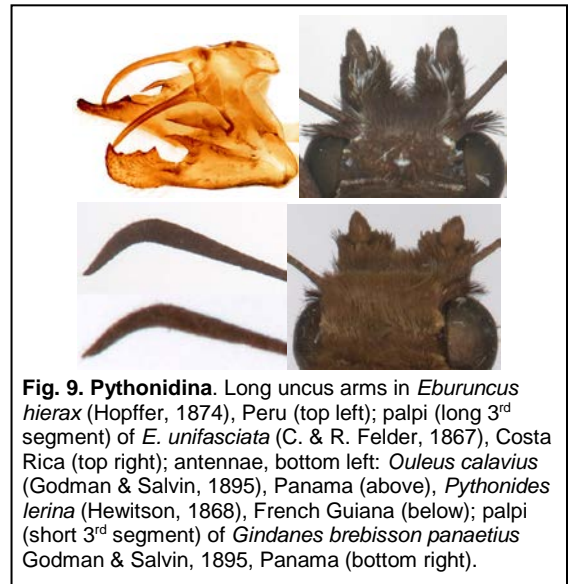 Fig. 9. Pythonidina. Long uncus arms in Eburuncus
hierax (Hopffer, 1874), Peru (top left); palpi (long 3rd
segment) of E. unifasciata (C. & R. Felder, 1867), Costa
Rica (top right); antennae, bottom left: Ouleus calavius
(Godman & Salvin, 1895), Panama (above), Pythonides
lerina (Hewitson, 1868), French Guiana (below); palpi
(short 3rd segment) of Gindanes brebisson panaetius
Godman & Salvin, 1895, Panama (bottom right).